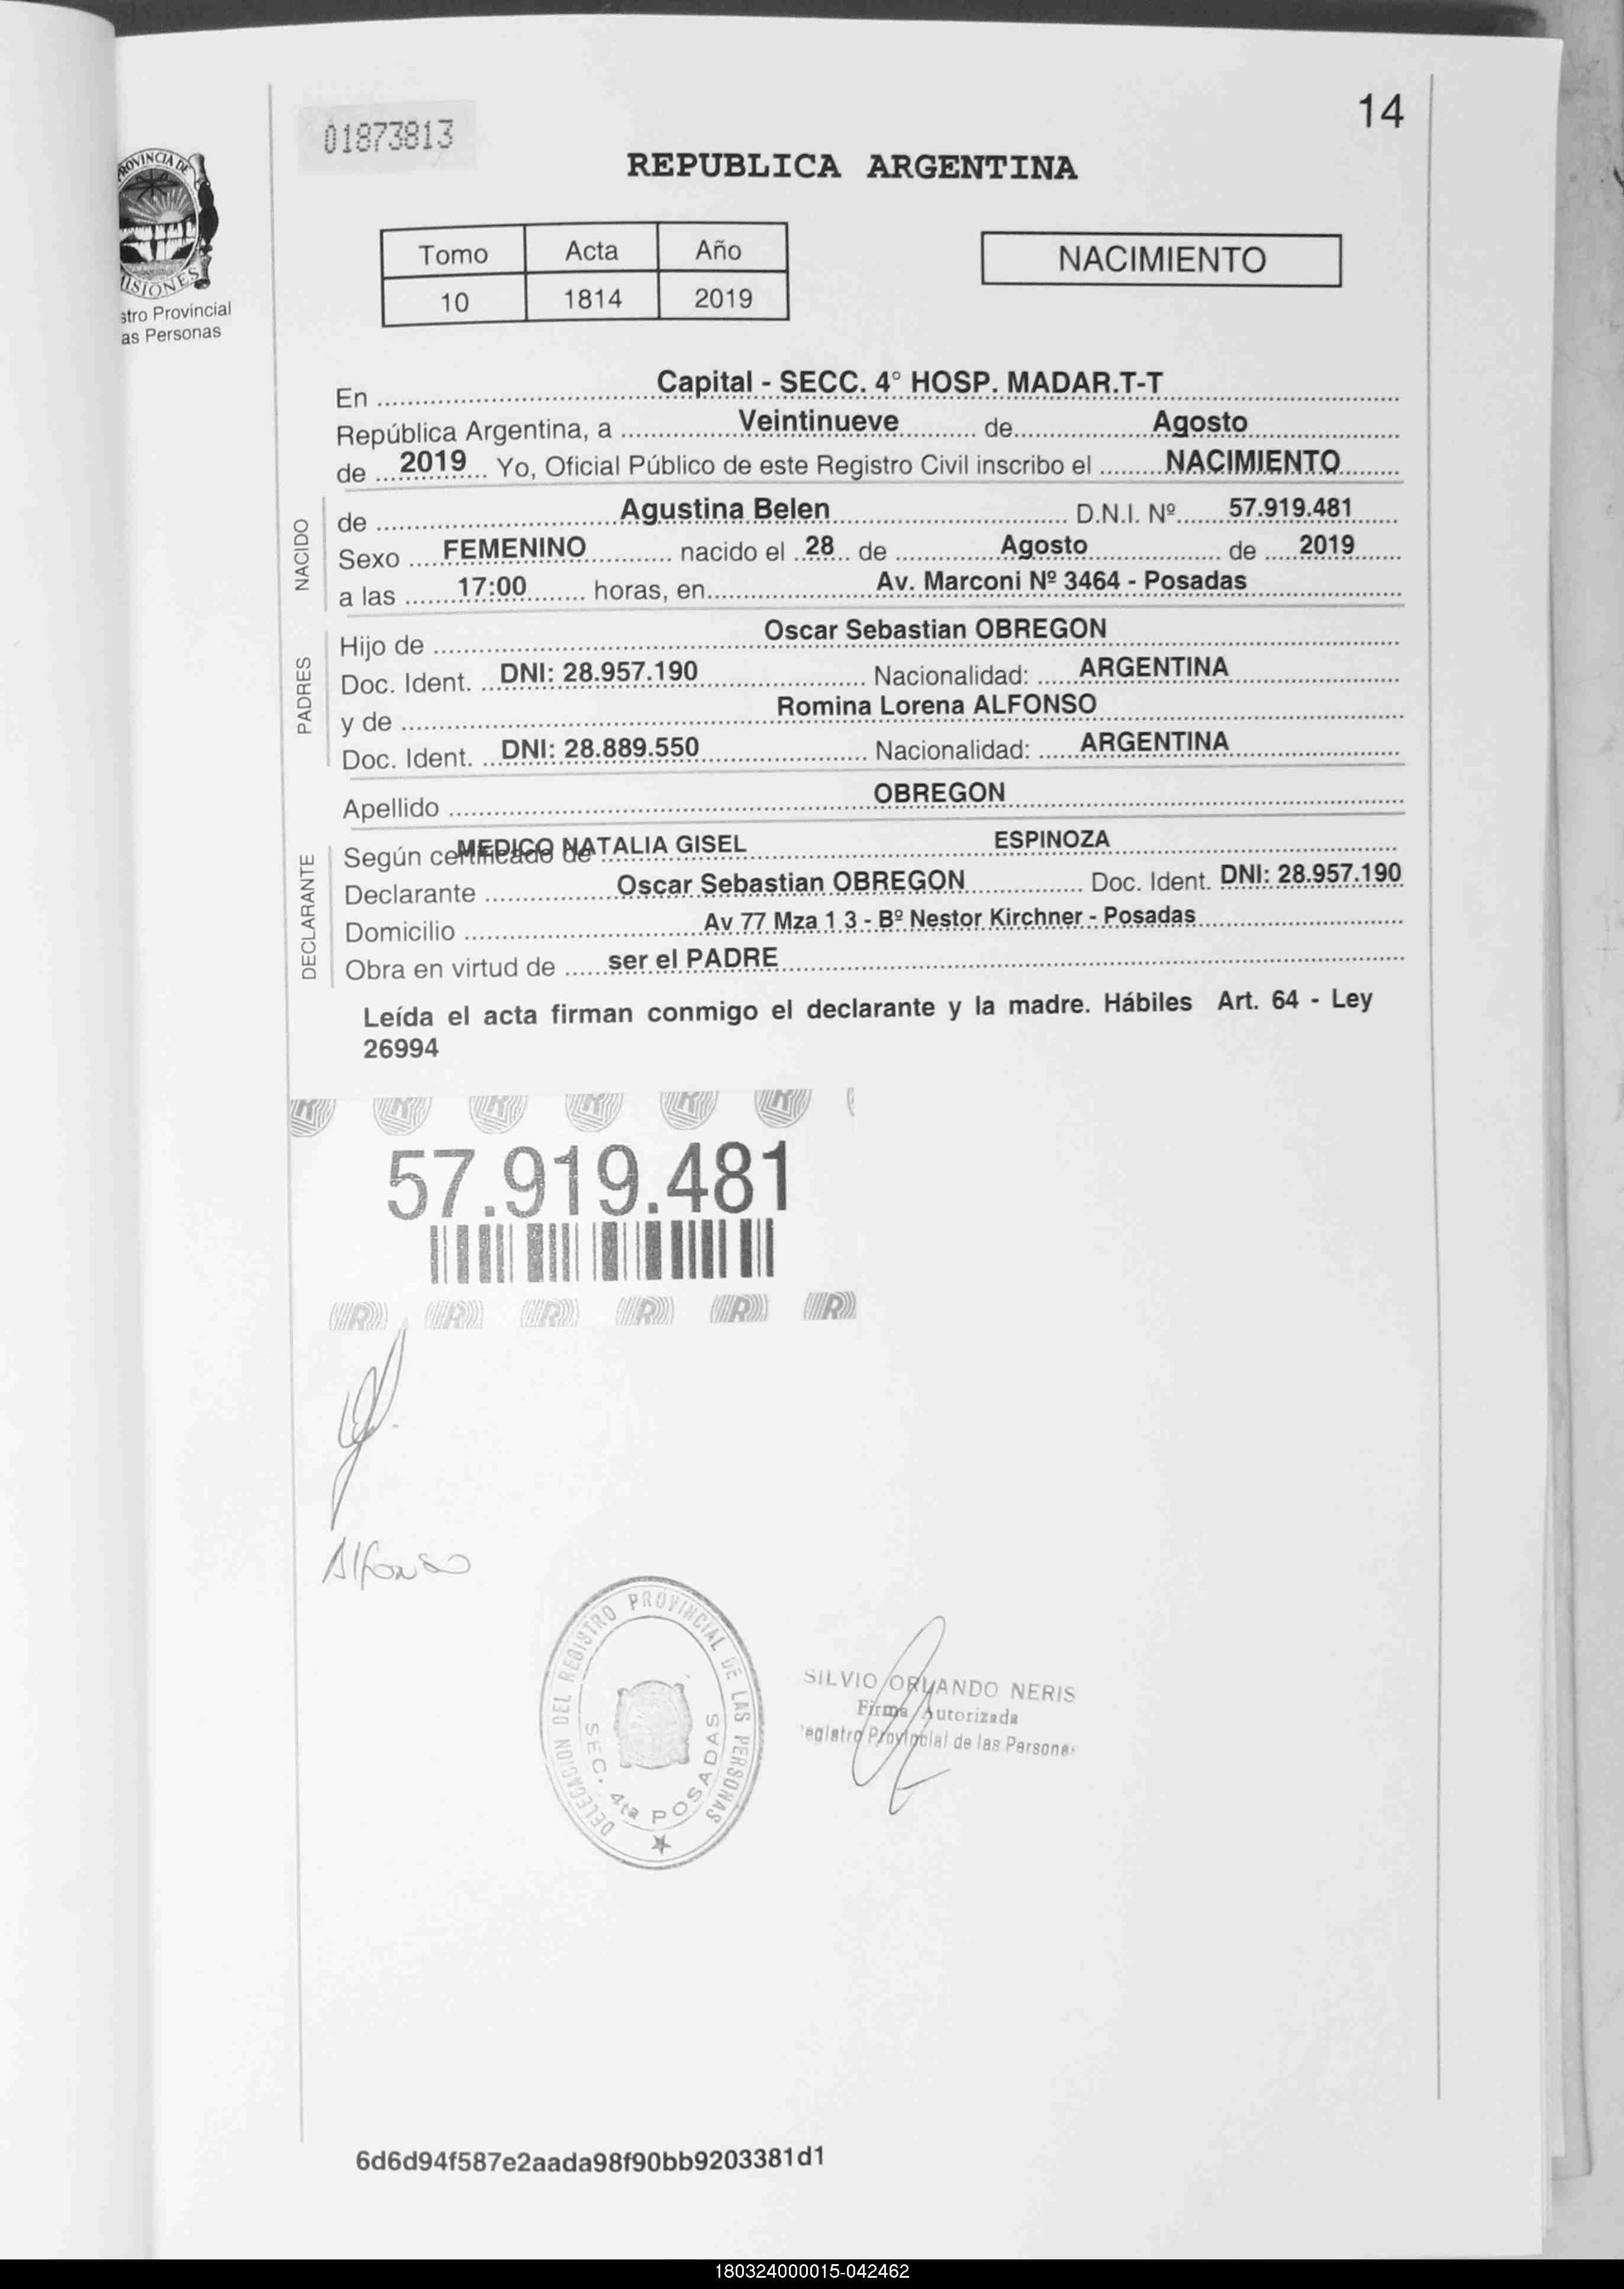 14
01873813
REPUBLICA ARGENTINA
PROVINCIA DE
MISIONES
stro Provincial
as Personas
Tomo Acta Año
10 1814 2019
NACIMIENTO
En Capital - SECC. 4° HOSP. MADAR.T-T
República Argentina, a Veintinueve de Agosto
de 2019 Yo, Oficial Público de este Registro Civil inscribo el NACIMIENTO
NACIDO
de Agustina Belen D.N.I. Nº 57.919.481
Sexo FEMENINO nacido el 28 de Agosto de 2019
a las 17:00 horas, en Av. Marconi Nº 3464 - Posadas
PADRES
Hijo de Oscar Sebastian OBREGON
Doc. Ident. DNI: 28.957.190 Nacionalidad: ARGENTINA
y de Romina Lorena ALFONSO
Doc. Ident. DNI: 28.889.550 Nacionalidad: ARGENTINA
Apellido OBREGON
DECLARANTE
Según certificado de MEDICO NATALIA GISEL ESPINOZA
Declarante Oscar Sebastian OBREGON Doc. Ident. DNI: 28.957.190
Domicilio Av 77 Mza 1 3 - Bº Nestor Kirchner - Posadas
Obra en virtud de ser el PADRE
Leída el acta firman conmigo el declarante y la madre. Hábiles Art. 64 - Ley
26994
57.919.481
Alfonso
DELEGACION DEL REGISTRO PROVINCIAL DE LAS PERSONAS
SEC. 4ta POSADAS
SILVIO ORLANDO NERIS
Firma Autorizada
egistro Provincial de las Persona
6d6d94f587e2aada98f90bb9203381d1
180324000015-042462